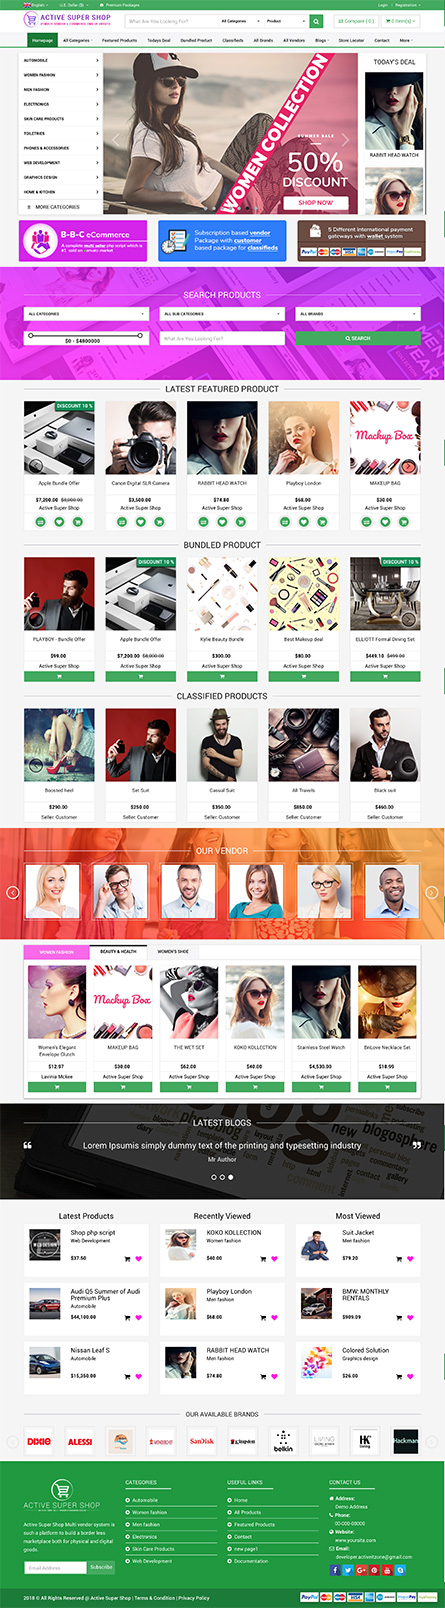 English
U.S. Dollar ($)
Premium Packages
Login
Registration
ACTIVE SUPER SHOP
What Are You Looking For?
All Categories
Product
Compare ( 0 )
0 Item(s)
Homepage
All Categories
Featured Products
Todays Deal
Bundled Product
Classifieds
All Brands
All Vendors
Blogs
Store Locator
Contact
More
AUTOMOBILE
WOMEN FASHION
MEN FASHION
ELECTRONICS
SKIN CARE PRODUCTS
TOILETRIES
PHONES & ACCESSORIES
WEB DEVELOPMENT
GRAPHICS DESIGN
HOME & KITCHEN
MORE CATEGORIES
WOMEN COLLECTION
SUMMER SALE
50%
DISCOUNT
SHOP NOW
TODAYS DEAL
RABBIT HEAD WATCH
B-B-C eCommerce
A complete multi seller php script which is
#1 sold on envato market
Subscription based vendor
Package with customer
based package for classifieds
5 Different International payment
gateways with wallet system
SEARCH PRODUCTS
ALL CATEGORIES
ALL SUB CATEGORIES
ALL BRANDS
$0 - $4800000
What Are You Looking For?
SEARCH
LATEST FEATURED PRODUCT
DISCOUNT 10 %
Mackup Box
Apple Bundle Offer
Canon Digital SLR Camera
RABBIT HEAD WATCH
Playboy London
MAKEUP BAG
$7,200.00 $8,000.00
$3,500.00
$74.80
$68.00
$30.00
Active Super Shop
Active Super Shop
Active Super Shop
Active Super Shop
Active Super Shop
BUNDLED PRODUCT
DISCOUNT 10 %
DISCOUNT 10 %
PLAYBOY - Bundle Offer
Apple Bundle Offer
Kylie Beauty Bundle
Best Makeup deal
ELLIOTT Formal Dining Set
$99.00
$7,200.00 $8,000.00
$300.00
$80.00
$449.10 $499.00
Active Super Shop
Active Super Shop
Active Super Shop
Active Super Shop
Active Super Shop
CLASSIFIED PRODUCTS
Boosted heel
Set Suit
Casual Suit
All Travels
Black suit
$290.00
$250.00
$350.00
$850.00
$460.00
Seller: Customer
Seller: Customer
Seller: Customer
Seller: Customer
Seller: Customer
OUR VENDOR
WOMEN FASHION
BEAUTY & HEALTH
WOMEN'S SHOE
Mackup Box
Women's Elegant
Envelope Clutch
MAKEUP BAG
THE WET SET
KOKO KOLLECTION
Stainless Steel Watch
BnLove Necklace Set
$12.97
$30.00
$62.00
$40.00
$4,530.00
$18.99
Lavinia Mckee
Active Super Shop
Active Super Shop
Active Super Shop
Active Super Shop
Active Super Shop
LATEST BLOGS
Lorem Ipsumis simply dummy text of the printing and typesetting industry
Mr Author
Latest Products
Recently Viewed
Most Viewed
Shop php script
Web Development
$37.50
KOKO KOLLECTION
Women fashion
$40.00
Suit Jacket
Men fashion
$79.20
Audi Q5 Summer of Audi
Premium Plus
Automobile
$44,100.00
Playboy London
Men fashion
$68.00
BMW: MONTHLY
RENTALS
$909.09
Nissan Leaf S
Automobile
$15,350.00
RABBIT HEAD WATCH
Men fashion
$74.80
Colored Solution
Graphics design
$26.00
OUR AVAILABLE BRANDS
DIXIE
ALESSI
SanDisk
Kingston
belkin
LIVING
HK
living
Hackman
ACTIVE SUPER SHOP
Active Super Shop Multi vendor system is
such a platform to build a border less
marketplace both for physical and digital
goods.
Email Address
Subscribe
CATEGORIES
Automobile
Women fashion
Men fashion
Electronics
Skin Care Products
Web Development
USEFUL LINKS
Home
All Products
Featured Products
Contact
new page1
Documentation
CONTACT US
Address:
Demo Address
Phone:
00-000-00000
Website:
www.yoursite.com
Email:
developer.activeitzone@gmail.com
2018 © All Rights Reserved @ Active Super Shop | Terms & Condition | Privacy Policy
PayPal
VISA